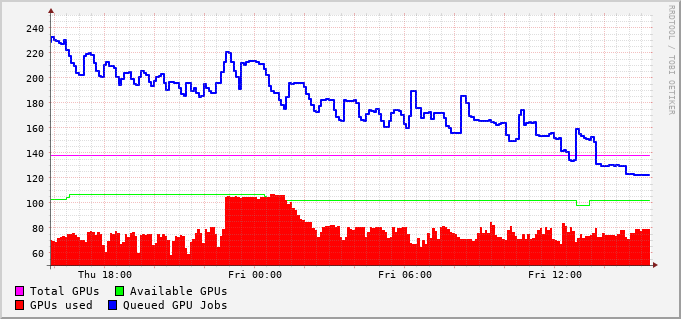 RRDTOOL / TOBI OETIKER
240
220
200
180
160
140
120
100
80
60
Thu 18:00 Fri 00:00 Fri 06:00 Fri 12:00
Total GPUs Available GPUs
GPUs used Queued GPU Jobs